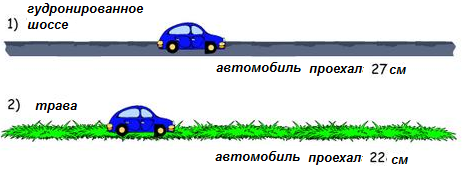 гудронированное
1) шоссе
автомобиль проехал 27 см
2) трава
автомобиль проехал 22 см